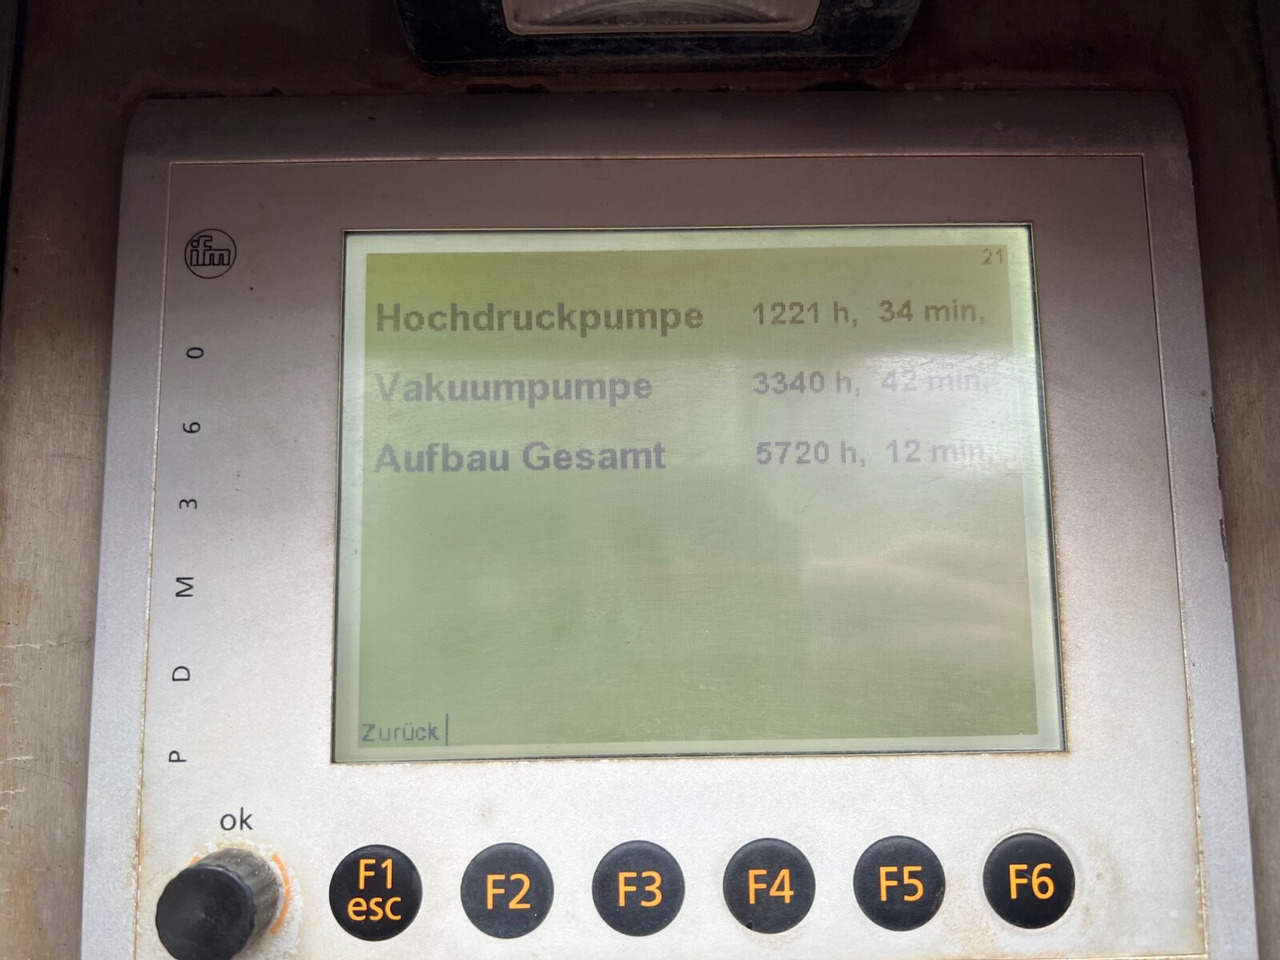 ifm
21
Hochdruckpumpe 1221 h, 34 min,
Vakuumpumpe 3340 h, 42 min,
Aufbau Gesamt 5720 h, 12 min,
Zurück
PDM360
ok
F1 esc
F2
F3
F4
F5
F6